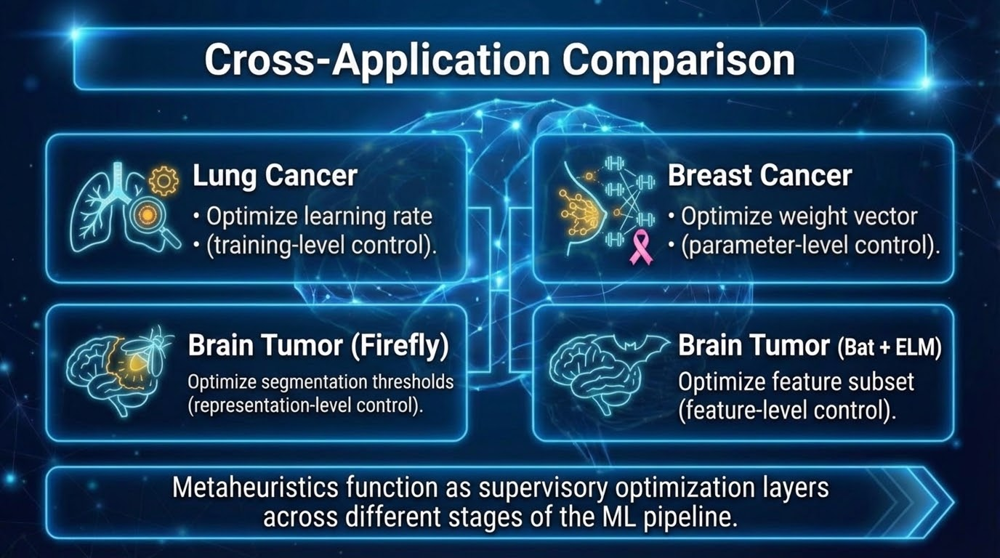 Cross-Application Comparison
Lung Cancer
• Optimize learning rate
• (training-level control).
Breast Cancer
• Optimize weight vector
• (parameter-level control).
Brain Tumor (Firefly)
Optimize segmentation thresholds
(representation-level control).
Brain Tumor (Bat + ELM)
Optimize feature subset
(feature-level control).
Metaheuristics function as supervisory optimization layers
across different stages of the ML pipeline.